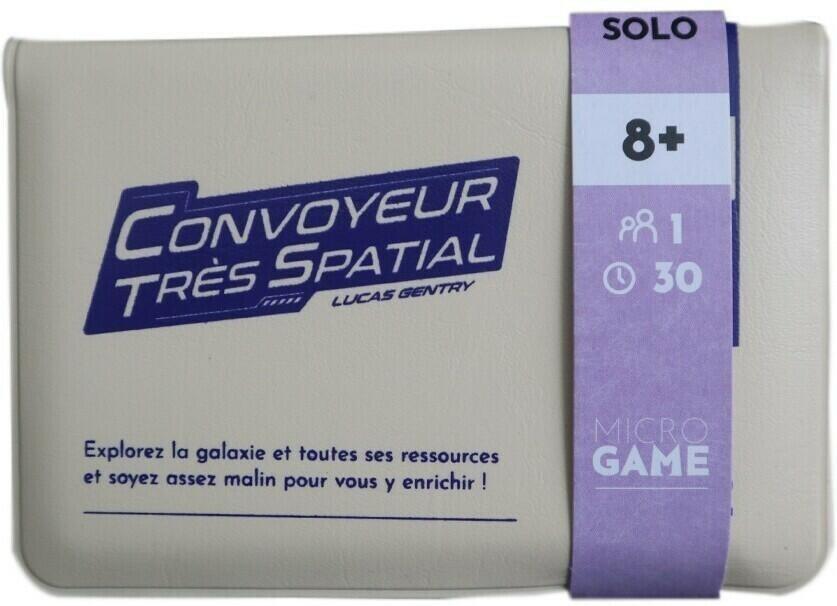 CONVOYEUR
TRÈS SPATIAL
LUCAS GENTRY
Explorez la galaxie et toutes ses ressources
et soyez assez malin pour vous y enrichir !
SOLO
8+
1
30
MICRO
GAME